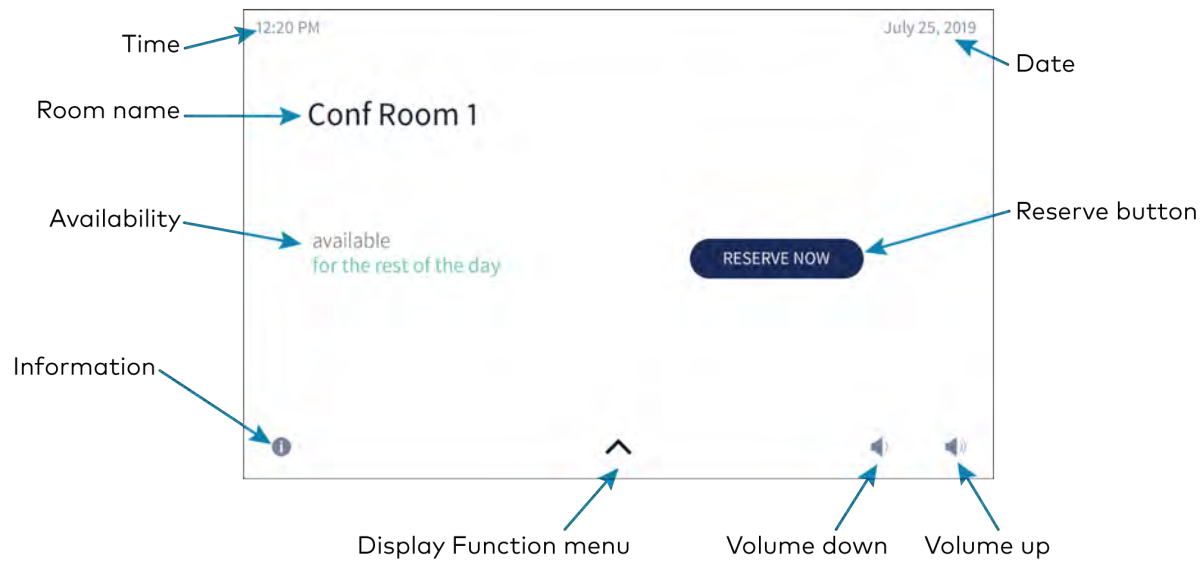 12:20 PM
July 25, 2019
Time
Date
Room name
Conf Room 1
Availability
Reserve button
available
for the rest of the day
RESERVE NOW
Information
i
Display Function menu
Volume down
Volume up